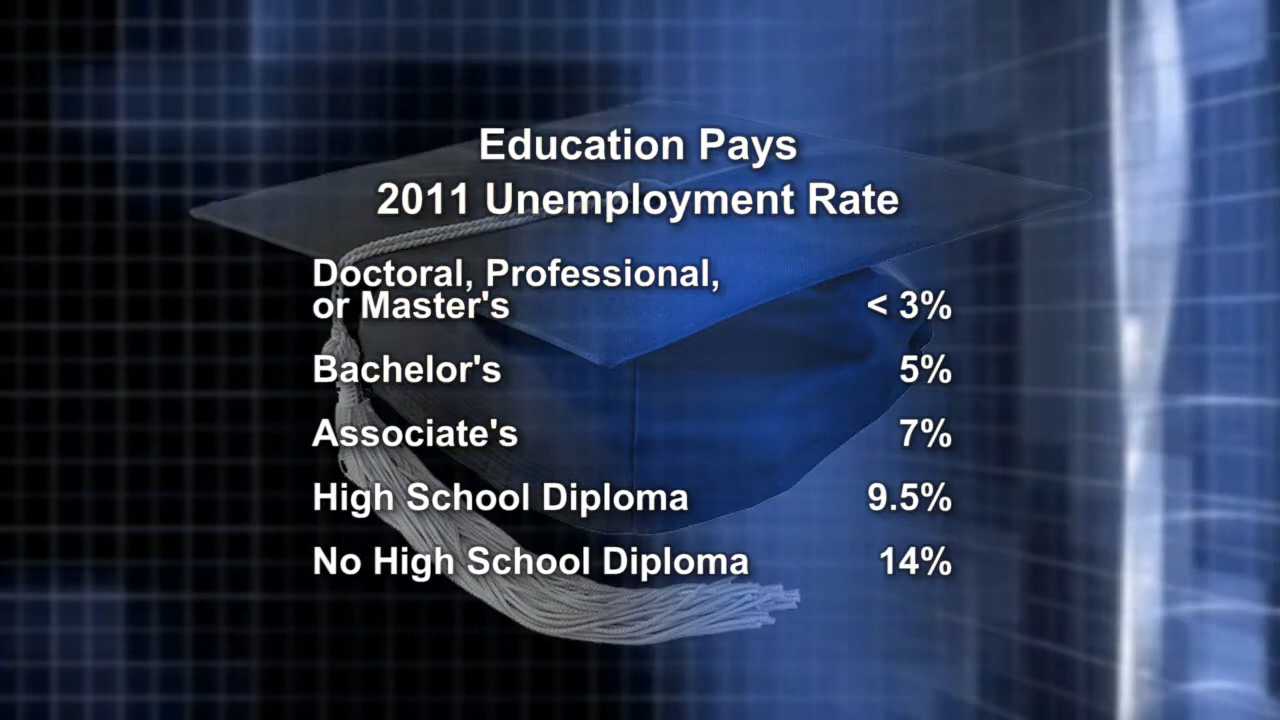 Education Pays
2011 Unemployment Rate
Doctoral, Professional,
or Master's < 3%
Bachelor's 5%
Associate's 7%
High School Diploma 9.5%
No High School Diploma 14%